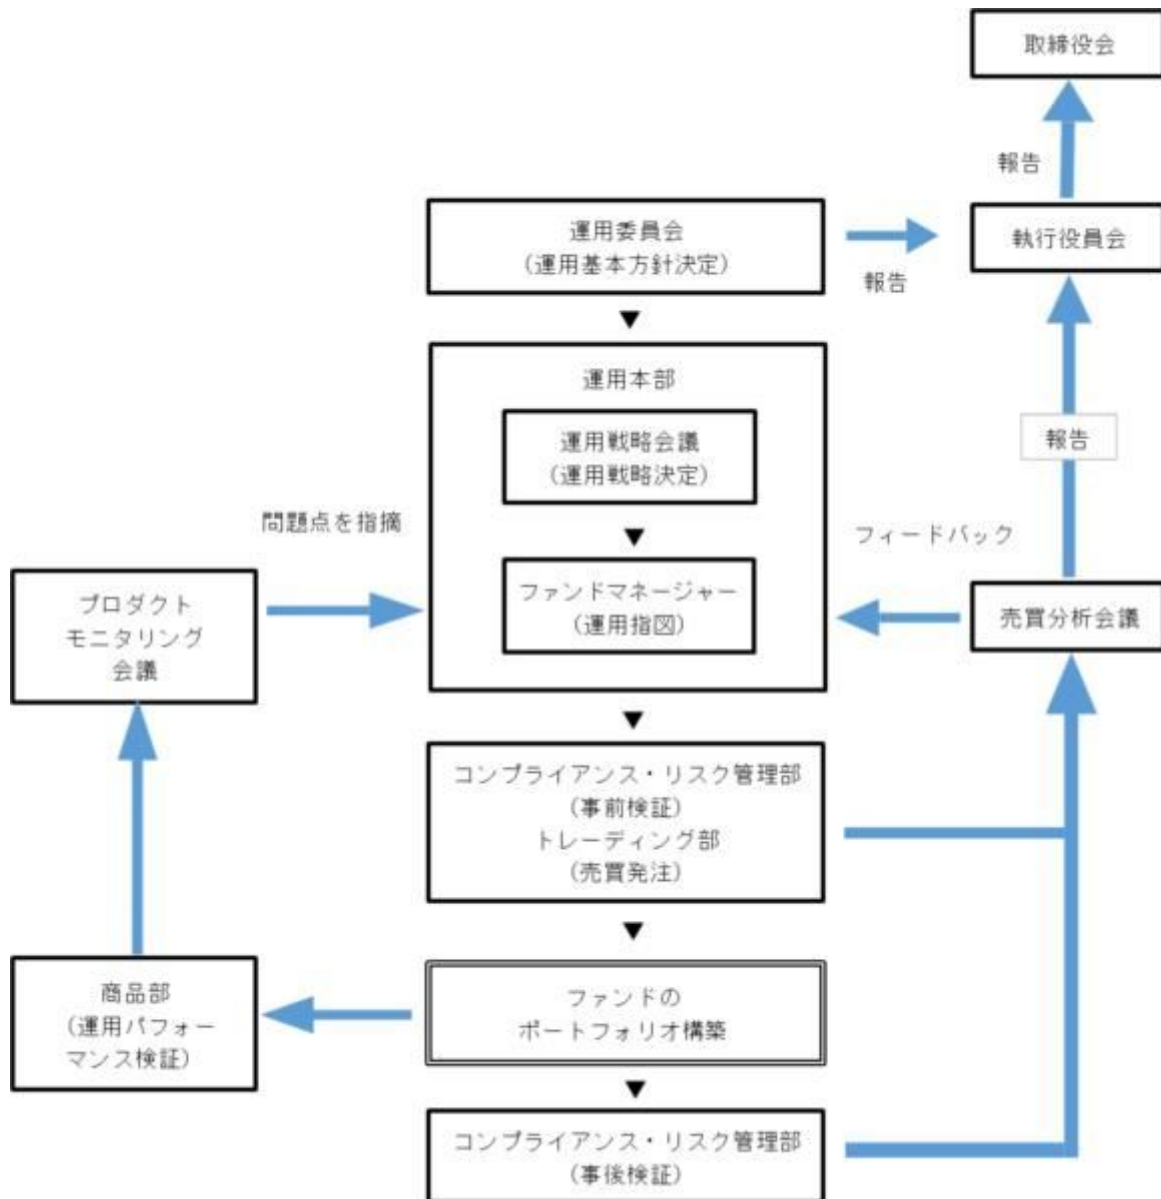 取締役会
報告
運用委員会
(運用基本方針決定)
執行役員会
報告
運用本部
運用戦略会議
(運用戦略決定)
報告
問題点を指摘
フィードバック
ファンドマネージャー
(運用指図)
プロダクト
モニタリング
会議
売買分析会議
コンプライアンス・リスク管理部
(事前検証)
トレーディング部
(売買発注)
商品部
(運用パフォー
マンス検証)
ファンドの
ポートフォリオ構築
コンプライアンス・リスク管理部
(事後検証)